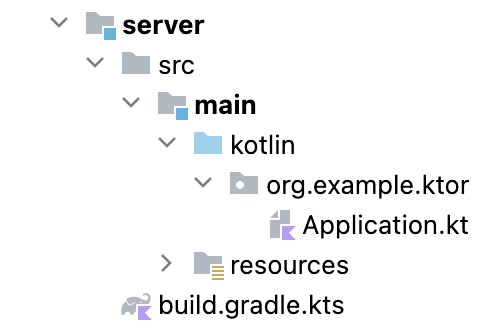 server
src
main
kotlin
org.example.ktor
Application.kt
resources
build.gradle.kts